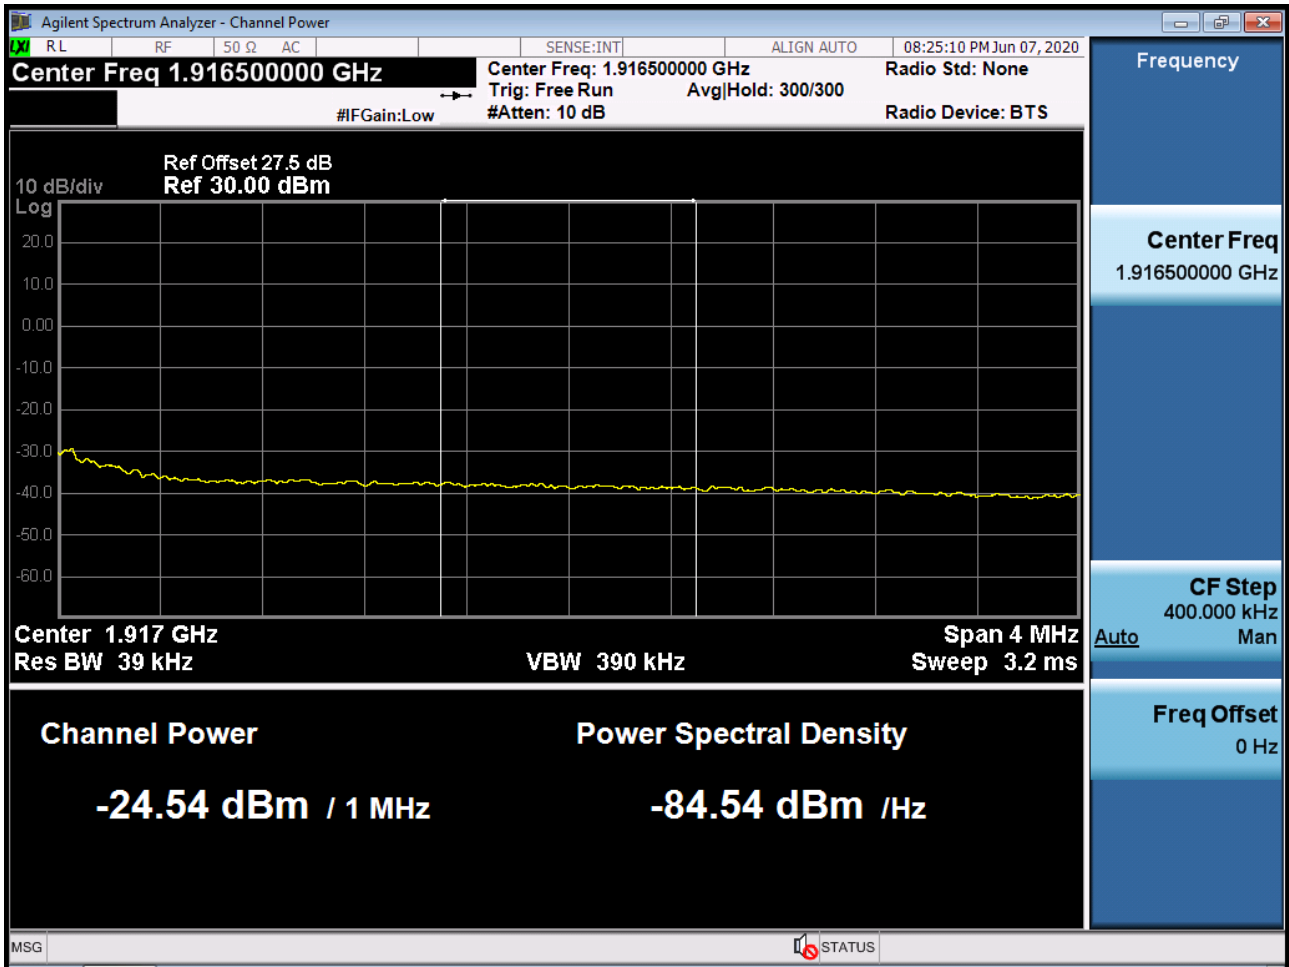 Agilent Spectrum Analyzer - Channel Power
LXI RL RF 50 Ω AC SENSE:INT ALIGN AUTO 08:25:10 PM Jun 07, 2020
Center Freq 1.916500000 GHz
Center Freq: 1.916500000 GHz Radio Std: None
Trig: Free Run Avg|Hold: 300/300
#IFGain:Low #Atten: 10 dB Radio Device: BTS
Ref Offset 27.5 dB
10 dB/div Ref 30.00 dBm
Log
20.0
10.0
0.00
-10.0
-20.0
-30.0
-40.0
-50.0
-60.0
Center 1.917 GHz Span 4 MHz
Res BW 39 kHz VBW 390 kHz Sweep 3.2 ms
Channel Power Power Spectral Density
-24.54 dBm / 1 MHz -84.54 dBm /Hz
Frequency
Center Freq
1.916500000 GHz
CF Step
400.000 kHz
Auto Man
Freq Offset
0 Hz
MSG STATUS